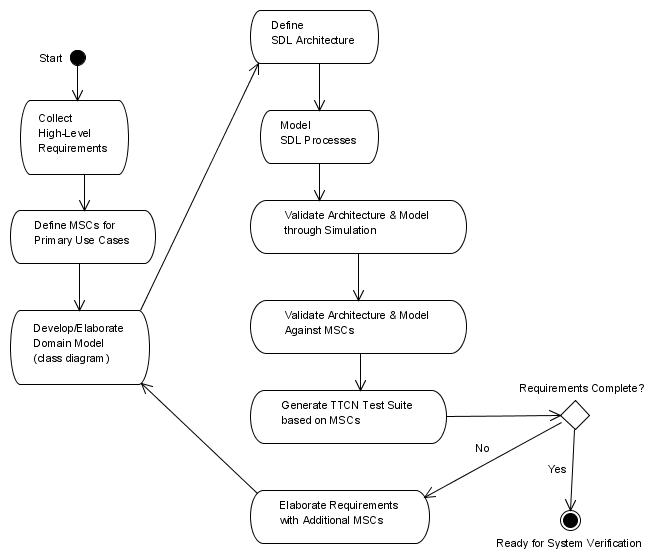 Start
Collect
High-Level
Requirements
Define MSCs for
Primary Use Cases
Develop/Elaborate
Domain Model
(class diagram)
Define
SDL Architecture
Model
SDL Processes
Validate Architecture & Model
through Simulation
Validate Architecture & Model
Against MSCs
Generate TTCN Test Suite
based on MSCs
Requirements Complete?
No
Yes
Elaborate Requirements
with Additional MSCs
Ready for System Verification